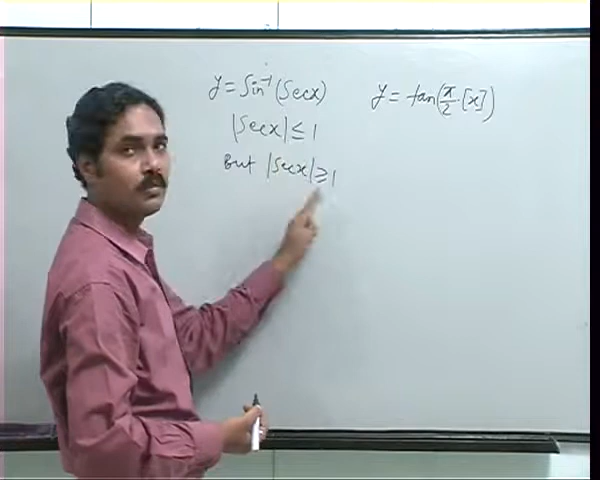 y = Sin⁻¹(Secx)
|Secx| ≤ 1
But |Secx| ≥ 1
y = tan(π/2 [x])